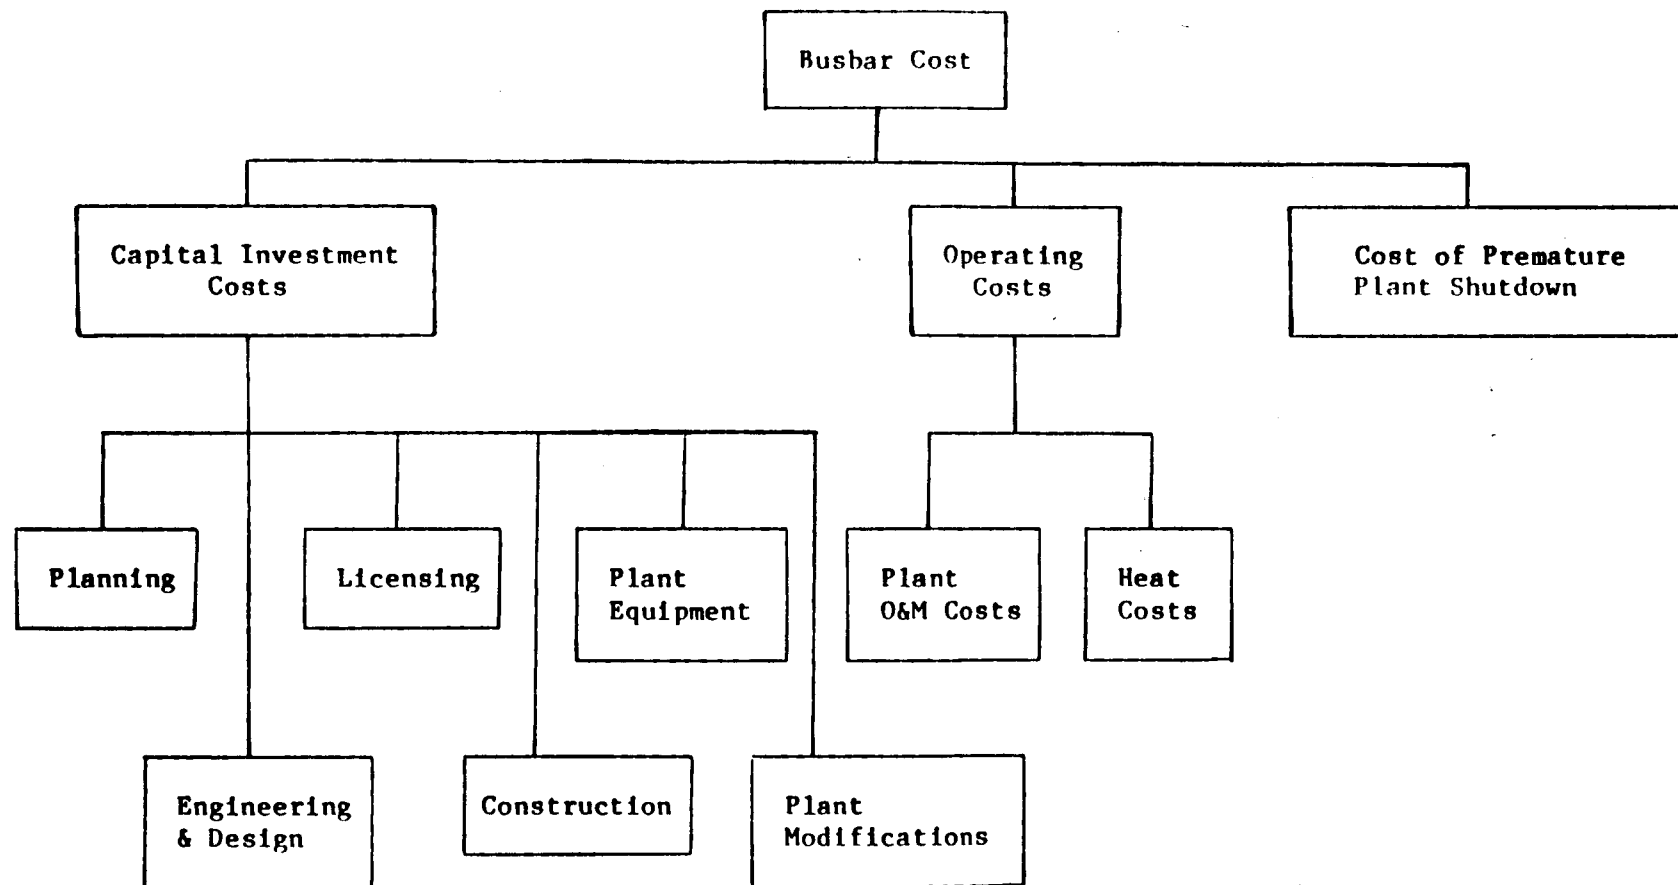 Busbar Cost
Capital Investment
Costs
Operating
Costs
Cost of Premature
Plant Shutdown
Planning
Licensing
Plant
Equipment
Plant
O&M Costs
Heat
Costs
Engineering
& Design
Construction
Plant
Modifications